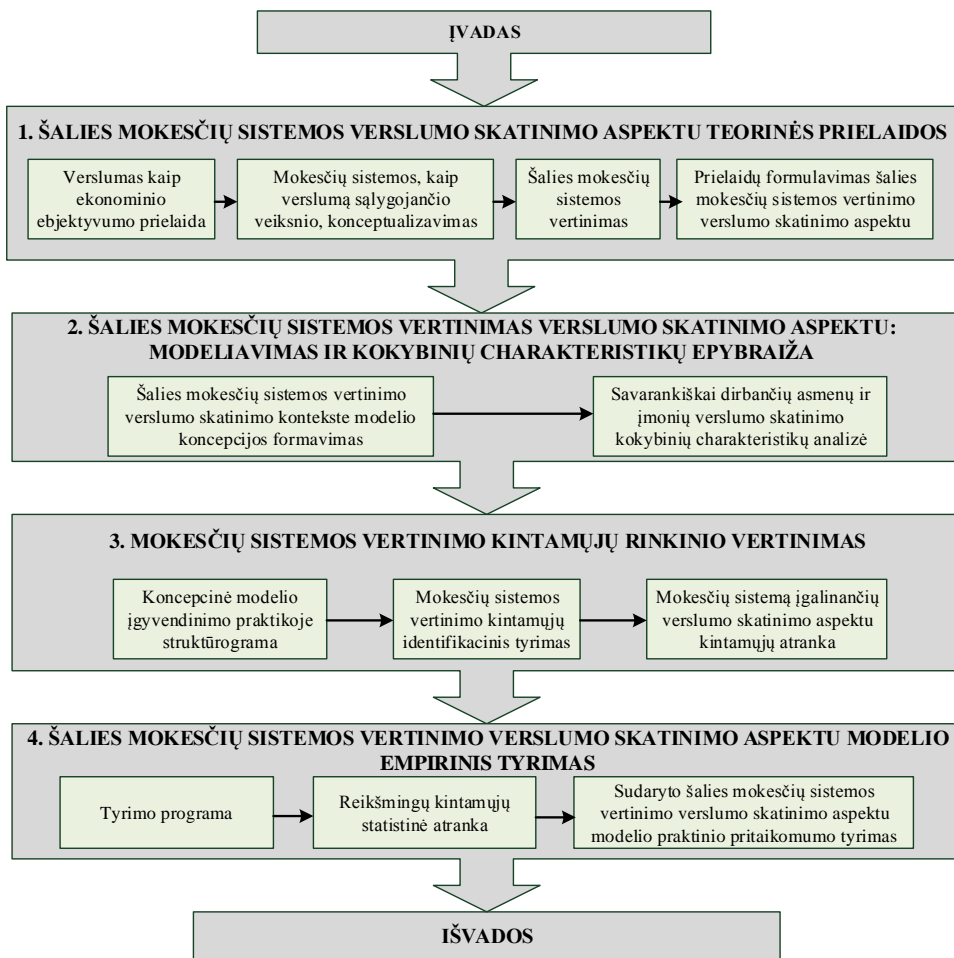 ĮVADAS
1. ŠALIES MOKESČIŲ SISTEMOS VERSLUMO SKATINIMO ASPEKTU TEORINĖS PRIELAIDOS
Verslumas kaip
ekonominio
ebjektyvumo prielaida
Mokesčių sistemos, kaip
verslumą sąlygojančio
veiksnio, konceptualizavimas
Šalies mokesčių
sistemos
vertinimas
Prielaidų formulavimas šalies
mokesčių sistemos vertinimo
verslumo skatinimo aspektu
2. ŠALIES MOKESČIŲ SISTEMOS VERTINIMAS VERSLUMO SKATINIMO ASPEKTU:
MODELIAVIMAS IR KOKYBINIŲ CHARAKTERISTIKŲ EPYBRAIŽA
Šalies mokesčių sistemos vertinimo
verslumo skatinimo kontekste modelio
koncepcijos formavimas
Savarankiškai dirbančių asmenų ir
įmonių verslumo skatinimo
kokybinių charakteristikų analizė
3. MOKESČIŲ SISTEMOS VERTINIMO KINTAMŲJŲ RINKINIO VERTINIMAS
Koncepcinė modelio
įgyvendinimo praktikoje
struktūrograma
Mokesčių sistemos
vertinimo kintamųjų
identifikacinis tyrimas
Mokesčių sistemą įgalinančių
verslumo skatinimo aspektu
kintamųjų atranka
4. ŠALIES MOKESČIŲ SISTEMOS VERTINIMO VERSLUMO SKATINIMO ASPEKTU MODELIO
EMPIRINIS TYRIMAS
Tyrimo programa
Reikšmingų kintamųjų
statistinė atranka
Sudaryto šalies mokesčių sistemos
vertinimo verslumo skatinimo aspektu
modelio praktinio pritaikomumo tyrimas
IŠVADOS